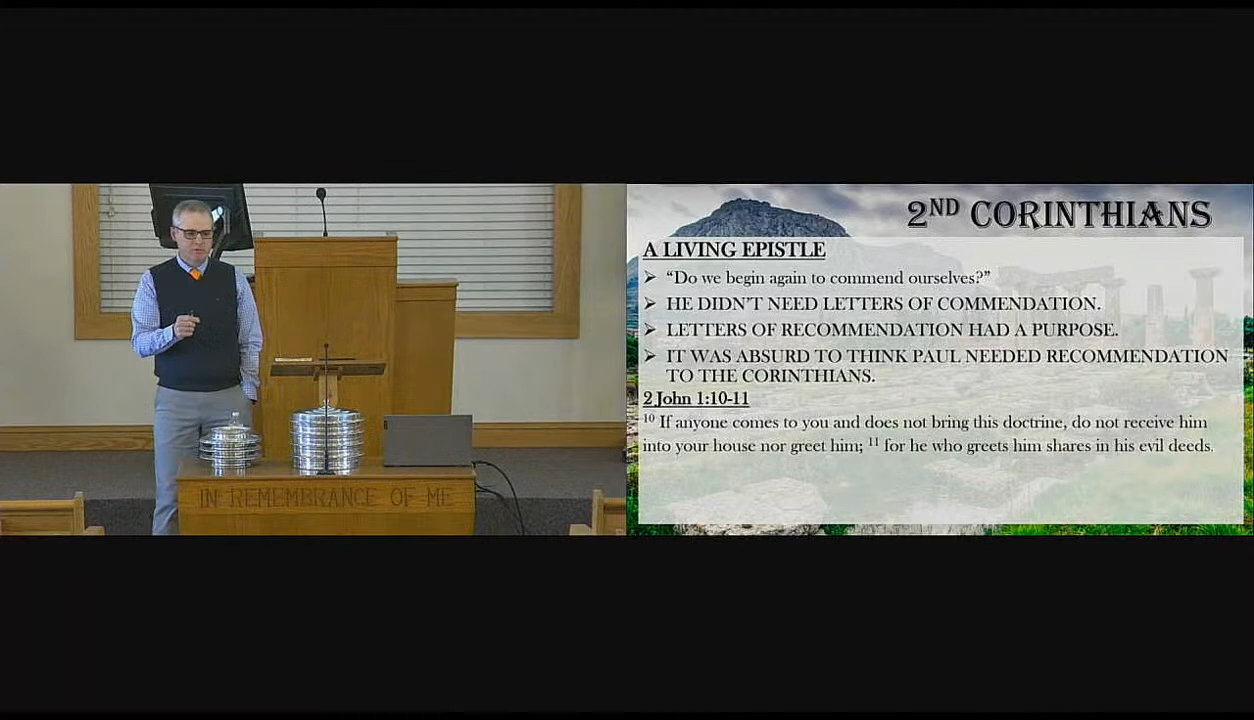 2ND CORINTHIANS
A LIVING EPISTLE
➢ “Do we begin again to commend ourselves?”
➢ HE DIDN'T NEED LETTERS OF COMMENDATION.
➢ LETTERS OF RECOMMENDATION HAD A PURPOSE.
➢ IT WAS ABSURD TO THINK PAUL NEEDED RECOMMENDATION
TO THE CORINTHIANS.
2 John 1:10-11
10 If anyone comes to you and does not bring this doctrine, do not receive him
into your house nor greet him; 11 for he who greets him shares in his evil deeds.
IN REMEMBRANCE OF ME